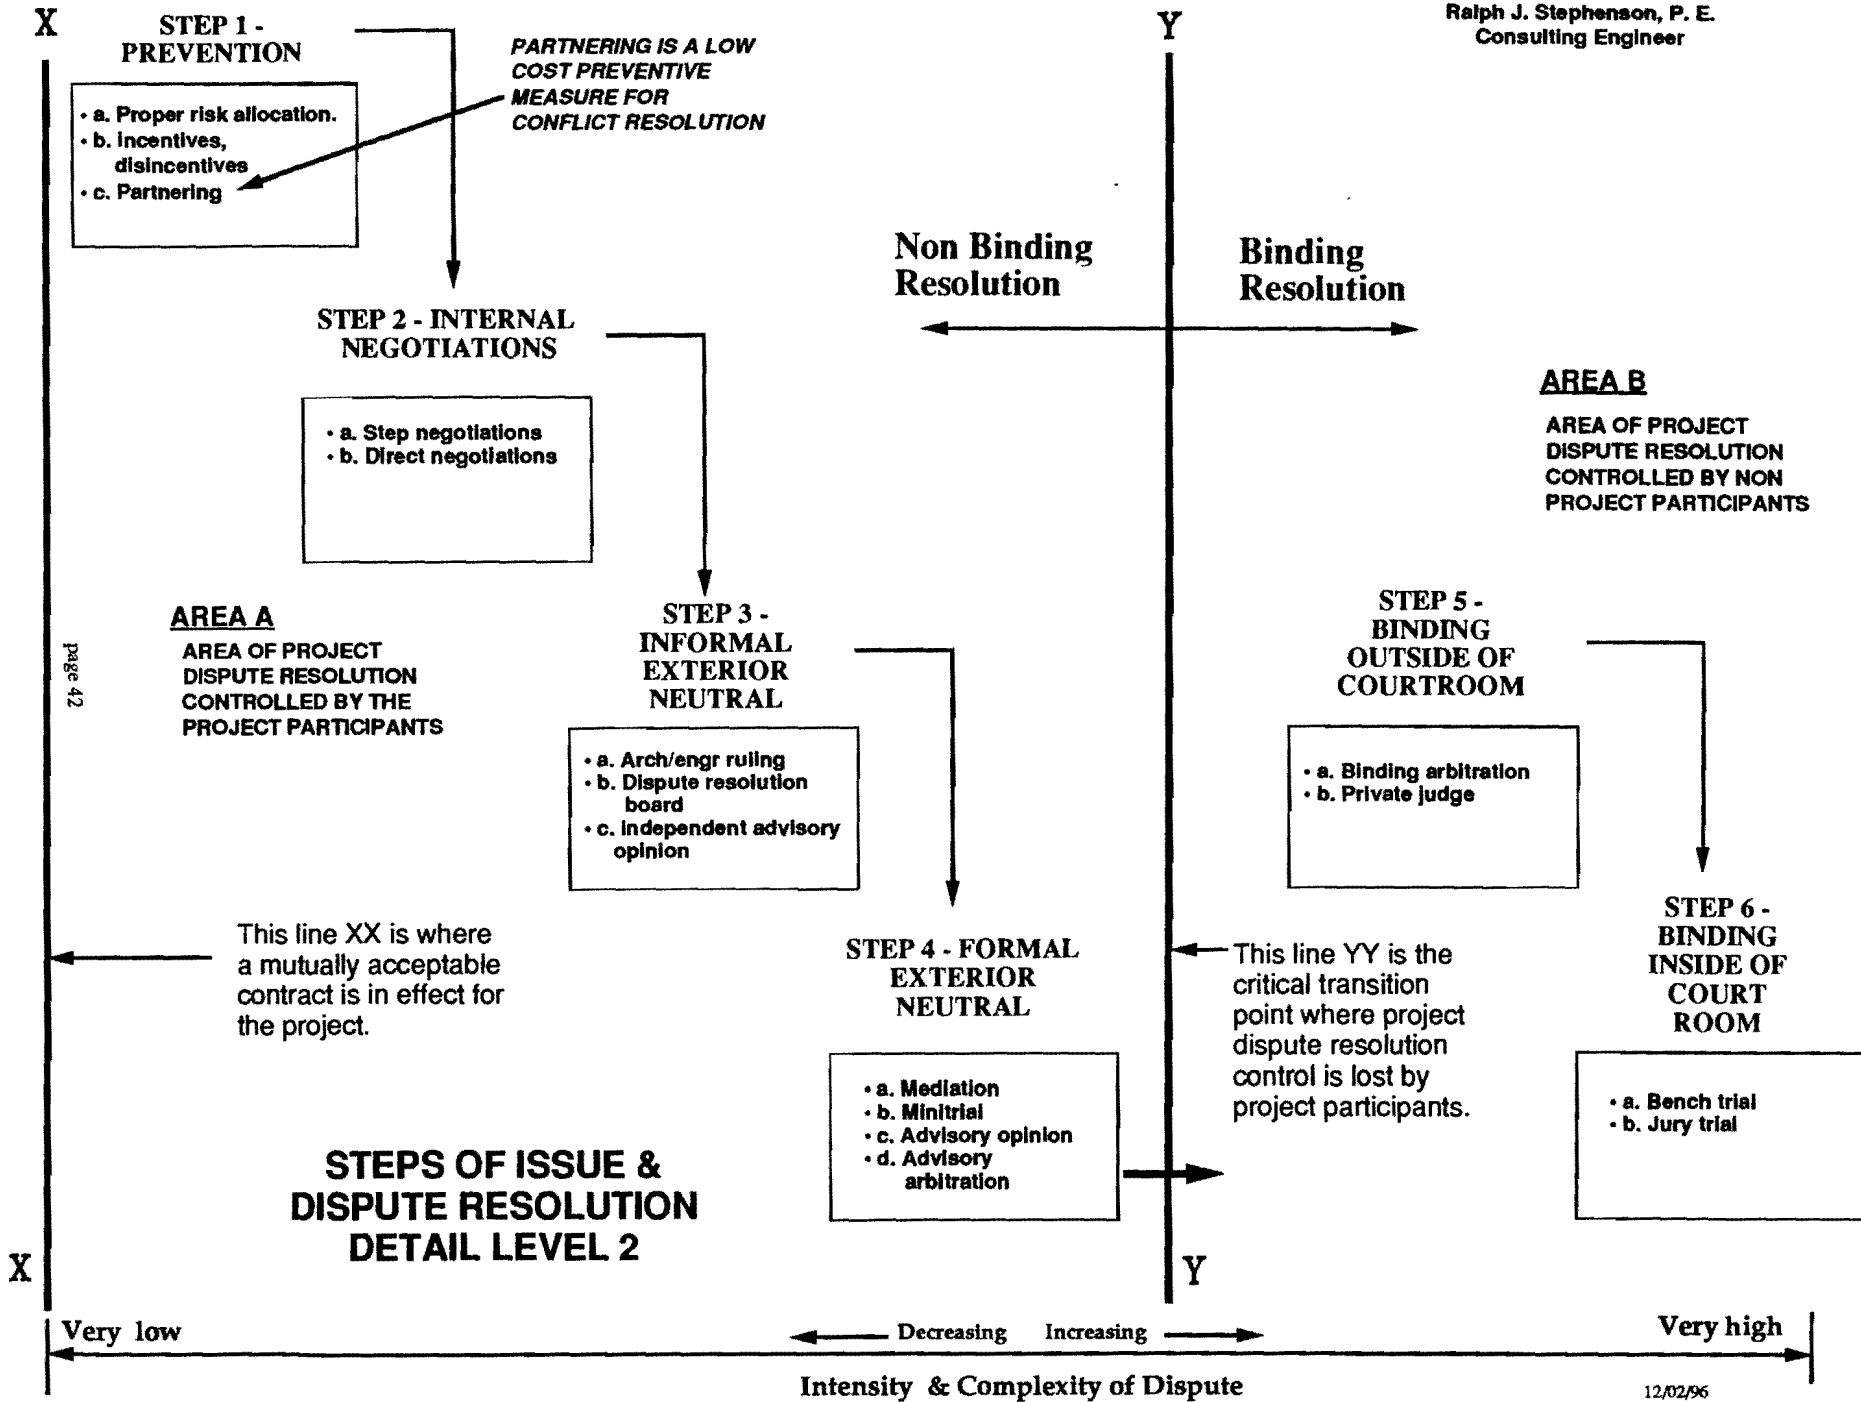 X
STEP 1 -
PREVENTION
• a. Proper risk allocation.
• b. Incentives,
disincentives
• c. Partnering
PARTNERING IS A LOW
COST PREVENTIVE
MEASURE FOR
CONFLICT RESOLUTION
Y
Ralph J. Stephenson, P. E.
Consulting Engineer
Non Binding
Resolution
Binding
Resolution
STEP 2 - INTERNAL
NEGOTIATIONS
• a. Step negotiations
• b. Direct negotiations
AREA B
AREA OF PROJECT
DISPUTE RESOLUTION
CONTROLLED BY NON
PROJECT PARTICIPANTS
AREA A
AREA OF PROJECT
DISPUTE RESOLUTION
CONTROLLED BY THE
PROJECT PARTICIPANTS
page 42
STEP 3 -
INFORMAL
EXTERIOR
NEUTRAL
• a. Arch/engr ruling
• b. Dispute resolution
board
• c. Independent advisory
opinion
STEP 5 -
BINDING
OUTSIDE OF
COURTROOM
• a. Binding arbitration
• b. Private judge
This line XX is where
a mutually acceptable
contract is in effect for
the project.
STEP 4 - FORMAL
EXTERIOR
NEUTRAL
• a. Mediation
• b. Minitrial
• c. Advisory opinion
• d. Advisory
arbitration
This line YY is the
critical transition
point where project
dispute resolution
control is lost by
project participants.
STEP 6 -
BINDING
INSIDE OF
COURT
ROOM
• a. Bench trial
• b. Jury trial
STEPS OF ISSUE &
DISPUTE RESOLUTION
DETAIL LEVEL 2
X
Y
Very low
Decreasing Increasing
Very high
Intensity & Complexity of Dispute
12/02/96